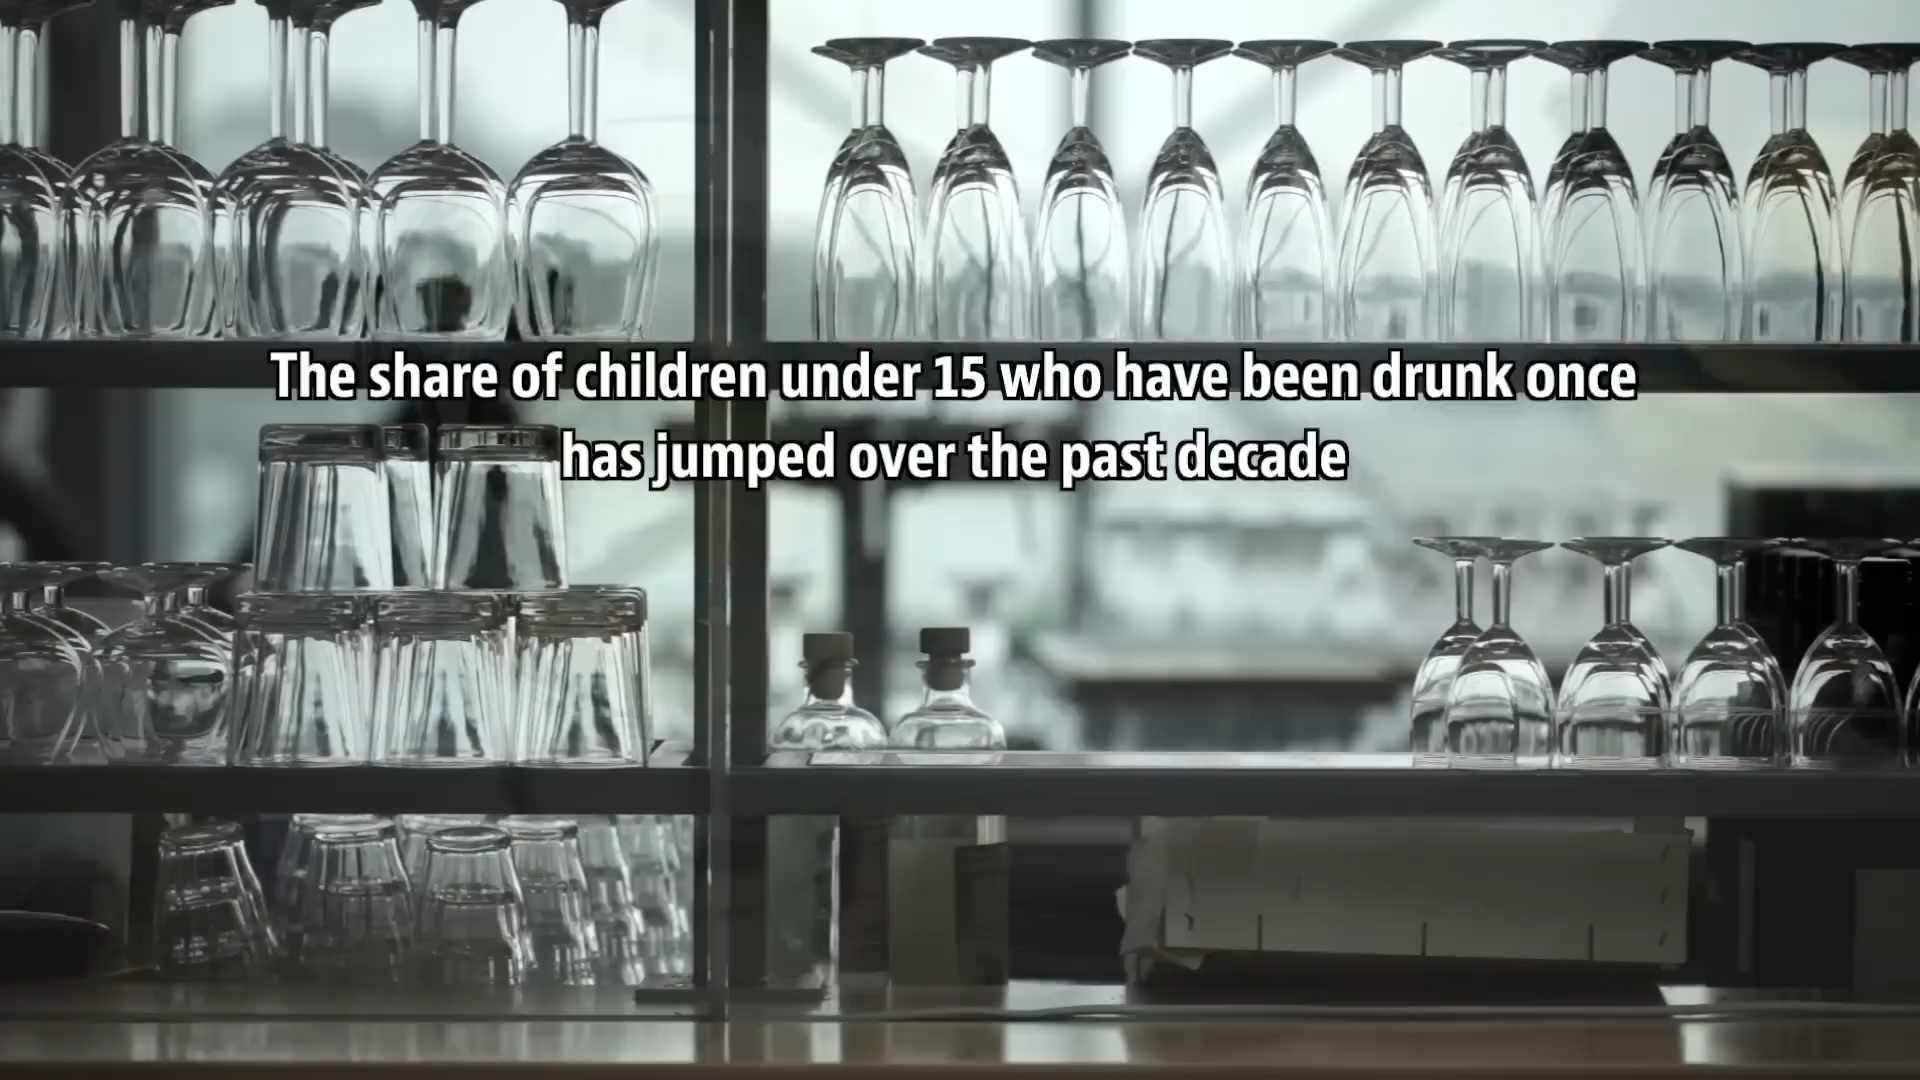 The share of children under 15 who have been drunk once
has jumped over the past decade